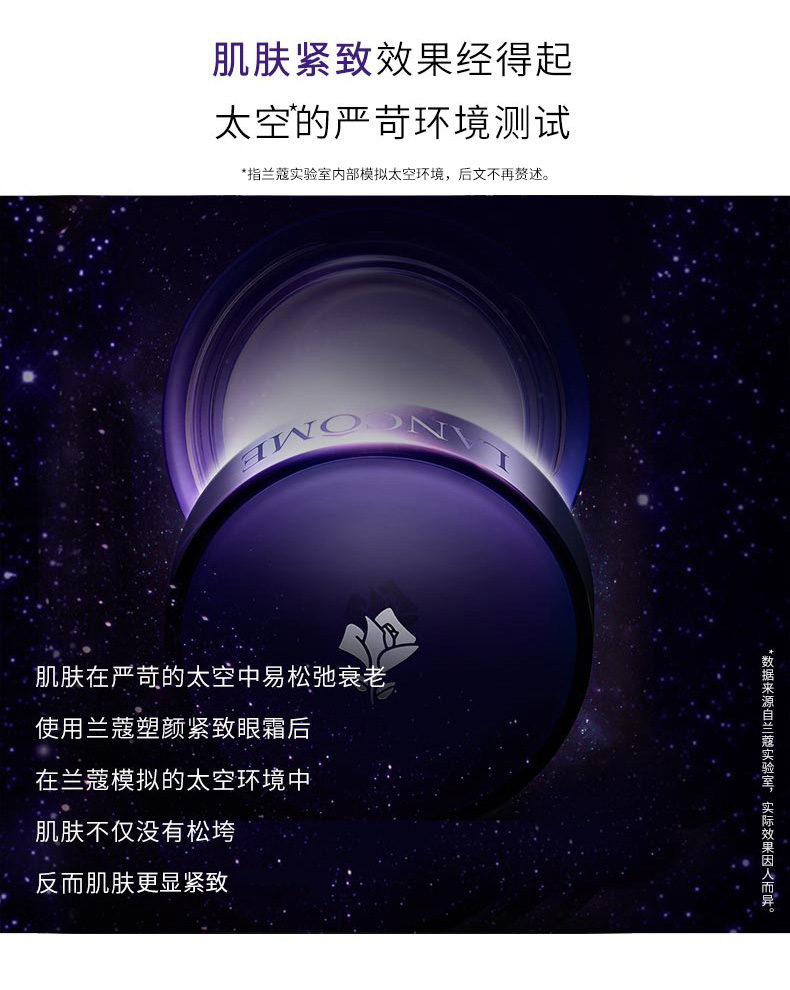 肌肤紧致效果经得起
太空*的严苛环境测试
*指兰蔻实验室内部模拟太空环境，后文不再赘述。
LANCOME
肌肤在严苛的太空中易松弛衰老
使用兰蔻塑颜紧致眼霜后
在兰蔻模拟的太空环境中
肌肤不仅没有松垮
反而肌肤更显紧致
*数据来源自兰蔻实验室，实际效果因人而异。